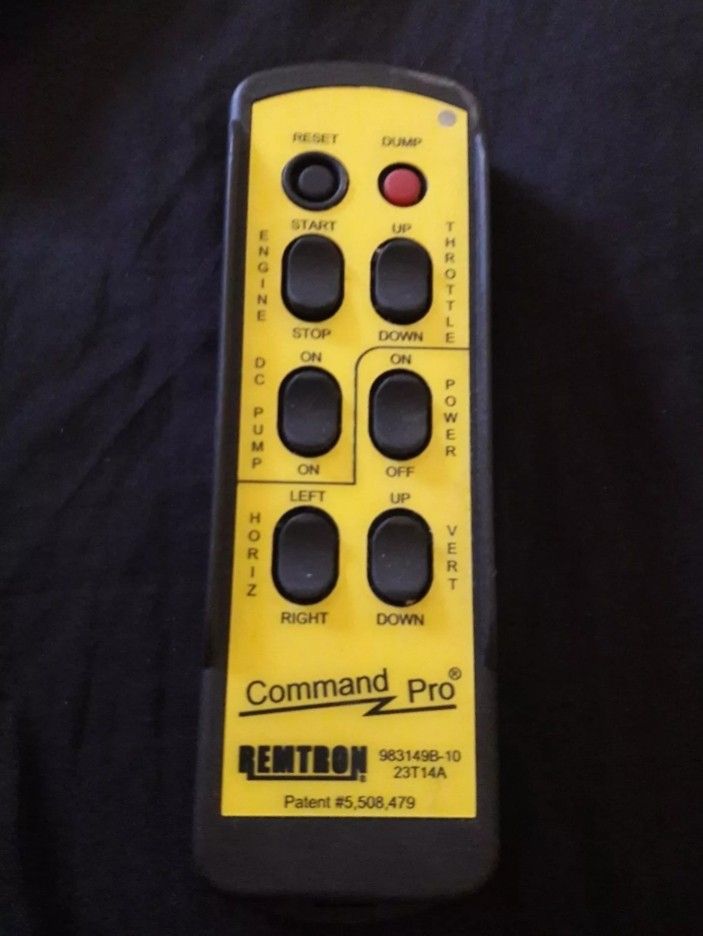 RESET
DUMP
ENGINE
START
STOP
UP
DOWN
THROTTLE
DC PUMP
ON
ON
ON
OFF
POWER
HORIZ
LEFT
RIGHT
UP
DOWN
VERT
Command Pro®
REMTRON®
983149B-10
23T14A
Patent #5,508,479